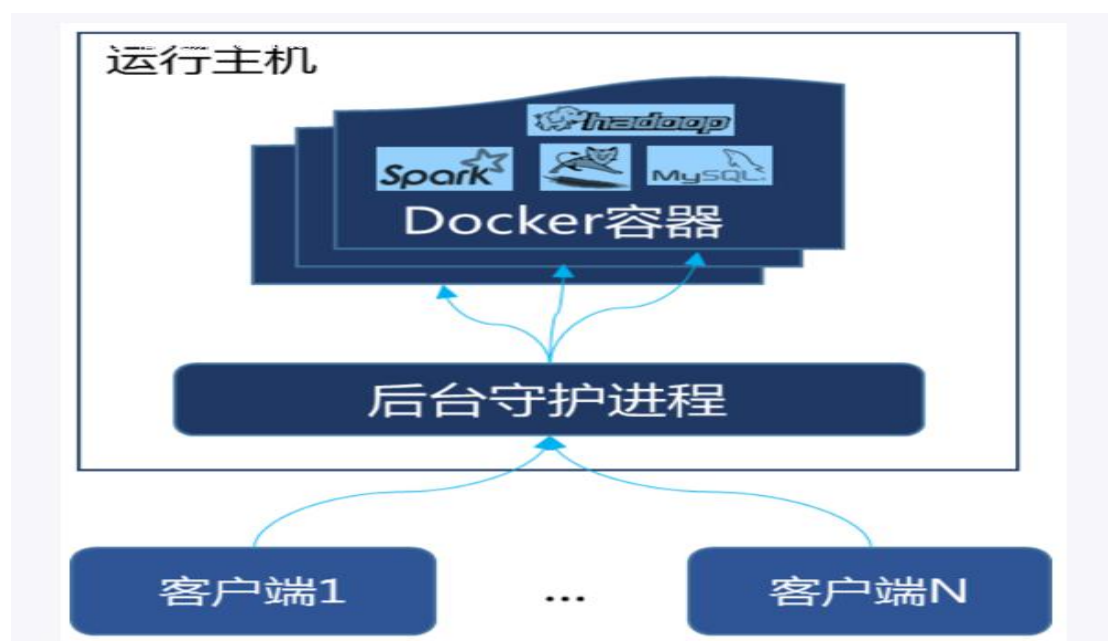 运行主机
hadoop
Spark
MySQL
Docker容器
后台守护进程
客户端1
...
客户端N